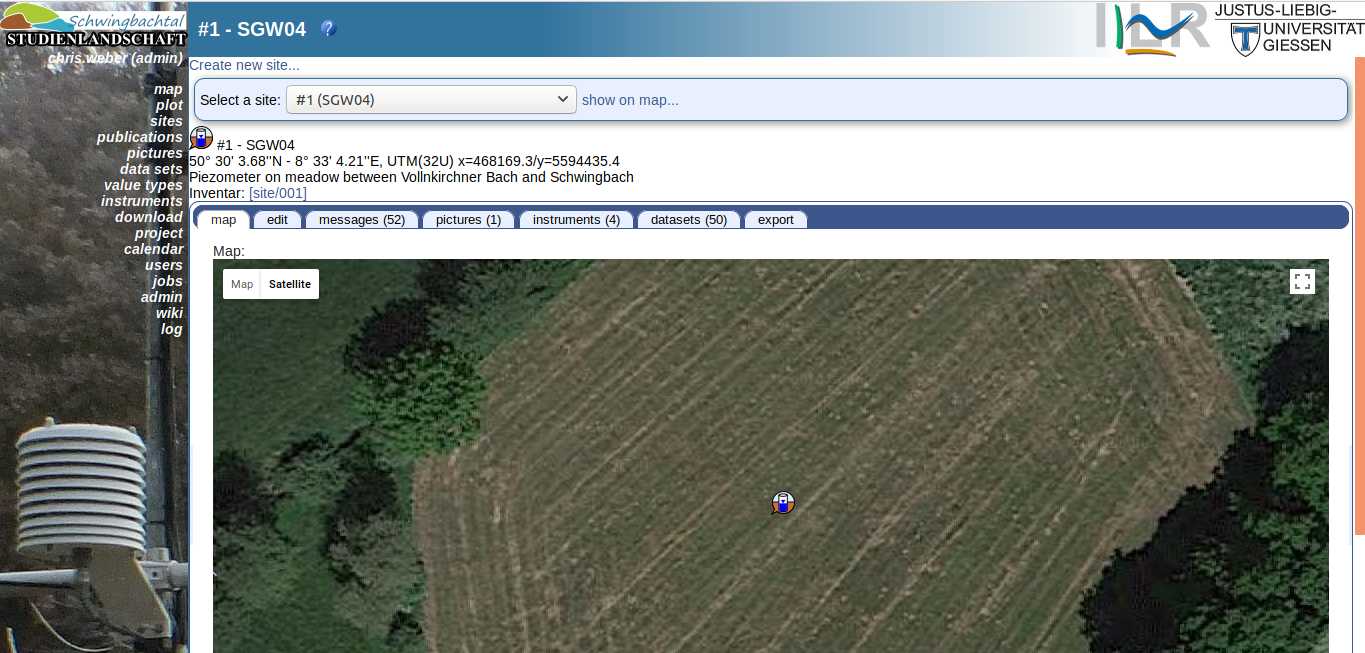 Schwingbachtal
STUDIENLANDSCHAFT
chris.weber (admin)
map
plot
sites
publications
pictures
data sets
value types
instruments
download
project
calendar
users
jobs
admin
wiki
log
#1 - SGW04 ?
ILR
JUSTUS-LIEBIG-
UNIVERSITÄT
GIESSEN
Create new site...
Select a site: #1 (SGW04) show on map...
#1 - SGW04
50° 30' 3.68''N - 8° 33' 4.21''E, UTM(32U) x=468169.3/y=5594435.4
Piezometer on meadow between Vollnkirchner Bach and Schwingbach
Inventar: [site/001]
map edit messages (52) pictures (1) instruments (4) datasets (50) export
Map:
Map Satellite